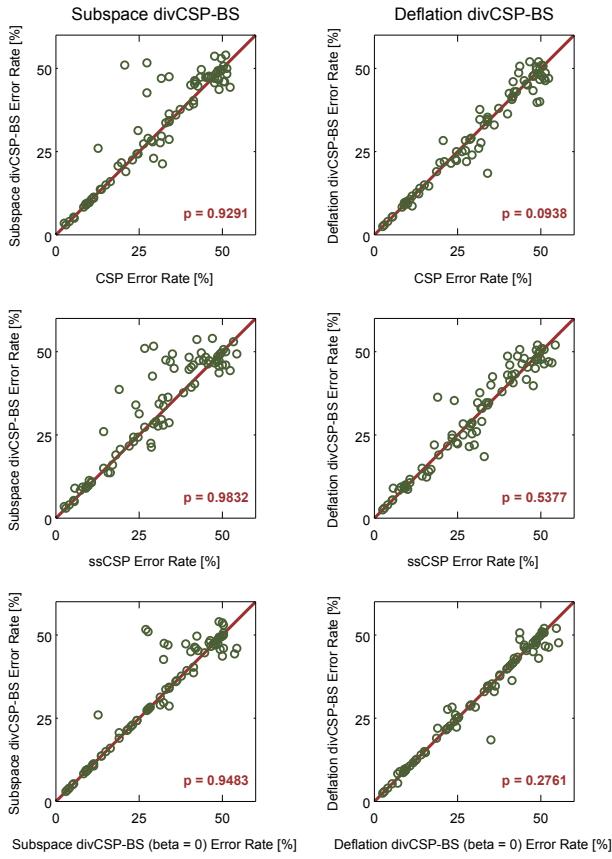 Subspace divCSP-BS
Deflation divCSP-BS
Subspace divCSP-BS Error Rate [%]
50
25
0
0
25
50
p = 0.9291
CSP Error Rate [%]
Deflation divCSP-BS Error Rate [%]
50
25
0
0
25
50
p = 0.0938
CSP Error Rate [%]
Subspace divCSP-BS Error Rate [%]
50
25
0
0
25
50
p = 0.9832
ssCSP Error Rate [%]
Deflation divCSP-BS Error Rate [%]
50
25
0
0
25
50
p = 0.5377
ssCSP Error Rate [%]
Subspace divCSP-BS Error Rate [%]
50
25
0
0
25
50
p = 0.9483
Subspace divCSP-BS (beta = 0) Error Rate [%]
Deflation divCSP-BS Error Rate [%]
50
25
0
0
25
50
p = 0.2761
Deflation divCSP-BS (beta = 0) Error Rate [%]